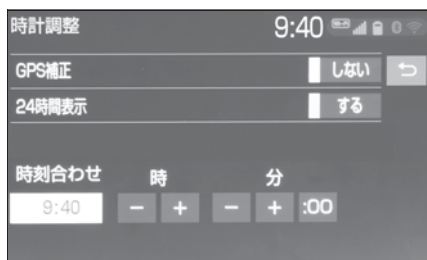 時計調整 9:40
GPS補正 しない
24時間表示 する
時刻合わせ 時 分
9:40 − + − + :00